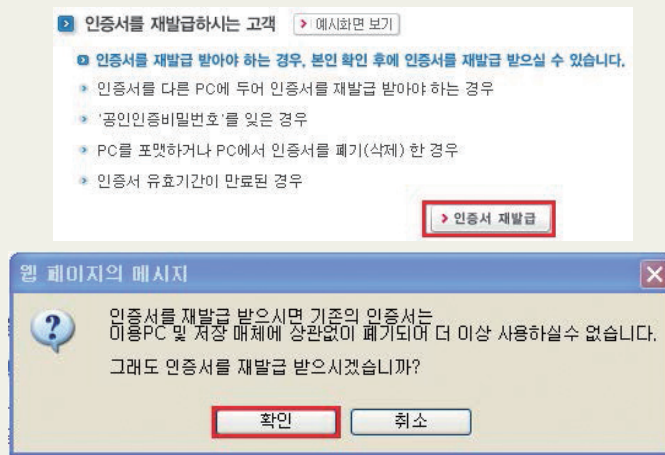 인증서를 재발급하시는 고객 예시화면 보기
인증서를 재발급 받아야 하는 경우, 본인 확인 후에 인증서를 재발급 받으실 수 있습니다.
인증서를 다른 PC에 두어 인증서를 재발급 받아야 하는 경우
'공인인증비밀번호'를 잊은 경우
PC를 포맷하거나 PC에서 인증서를 폐기(삭제) 한 경우
인증서 유효기간이 만료된 경우
인증서 재발급
웹 페이지의 메시지
인증서를 재발급 받으시면 기존의 인증서는
이용PC 및 저장 매체에 상관없이 폐기되어 더 이상 사용하실수 없습니다.
그래도 인증서를 재발급 받으시겠습니까?
확인 취소